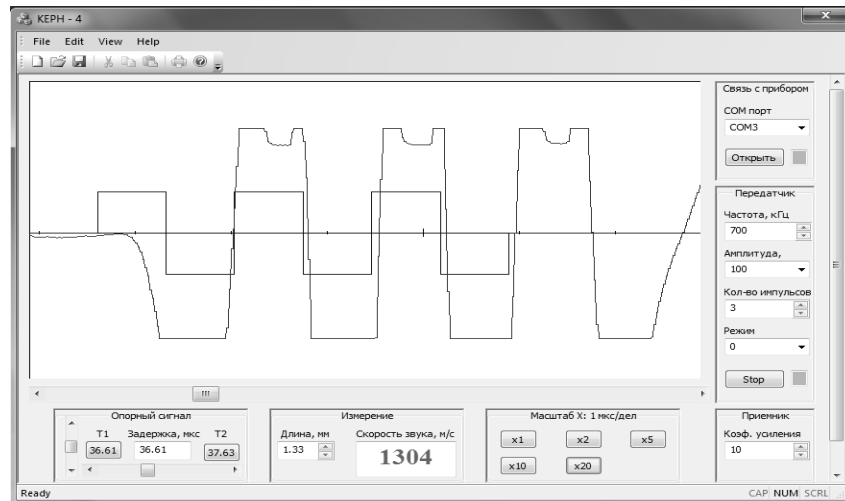 КЕРН - 4
File Edit View Help
Связь с прибором
COM порт
COM3
Открыть
Передатчик
Частота, кГц
700
Амплитуда,
100
Кол-во импульсов
3
Режим
0
Stop
Опорный сигнал
T1 Задержка, мкс T2
36.61 36.61 37.63
Измерение
Длина, мм Скорость звука, м/с
1.33 1304
Масштаб X: 1 мкс/дел
x1 x2 x5
x10 x20
Приемник
Коэф. усиления
10
Ready CAP NUM SCRL